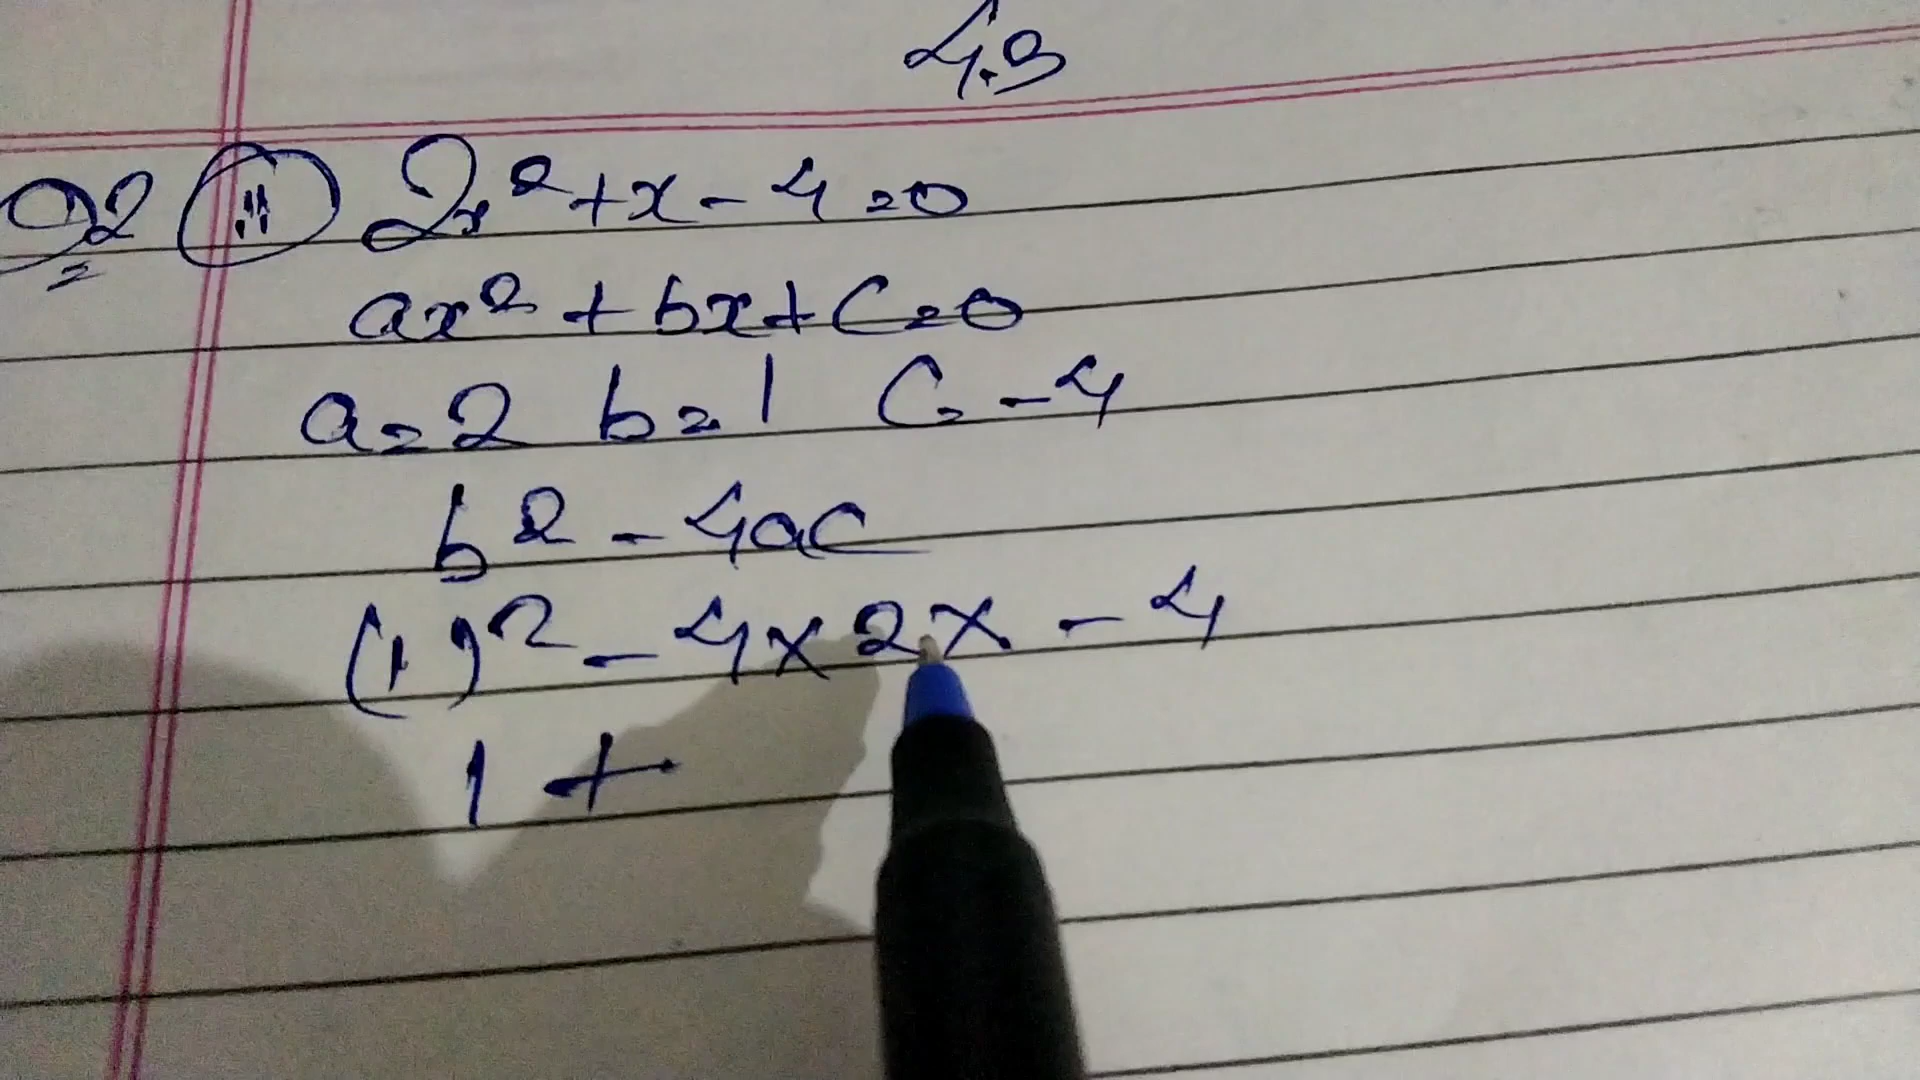 4.3
Q2 (ii) 2x² + x - 4 = 0
ax² + bx + c = 0
a = 2 b = 1 c = -4
b² - 4ac
(1)² - 4 × 2 × - 4
1 +